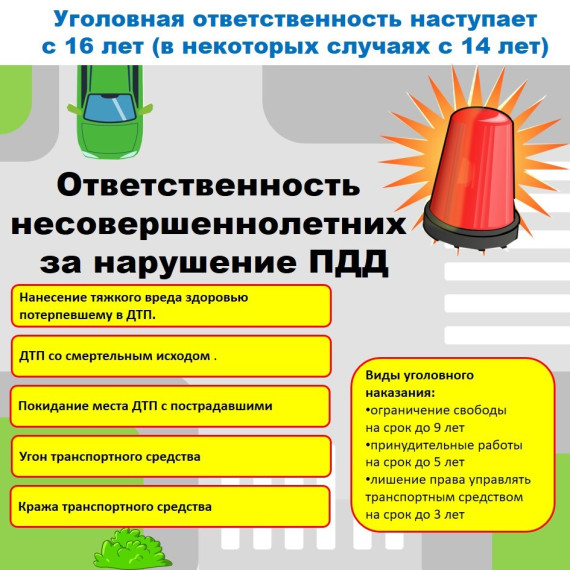 Уголовная ответственность наступает
с 16 лет (в некоторых случаях с 14 лет)
Ответственность
несовершеннолетних
за нарушение ПДД
Нанесение тяжкого вреда здоровью
потерпевшему в ДТП.
ДТП со смертельным исходом .
Покидание места ДТП с пострадавшими
Угон транспортного средства
Кража транспортного средства
Виды уголовного
наказания:
•ограничение свободы
на срок до 9 лет
•принудительные работы
на срок до 5 лет
•лишение права управлять
транспортным средством
на срок до 3 лет